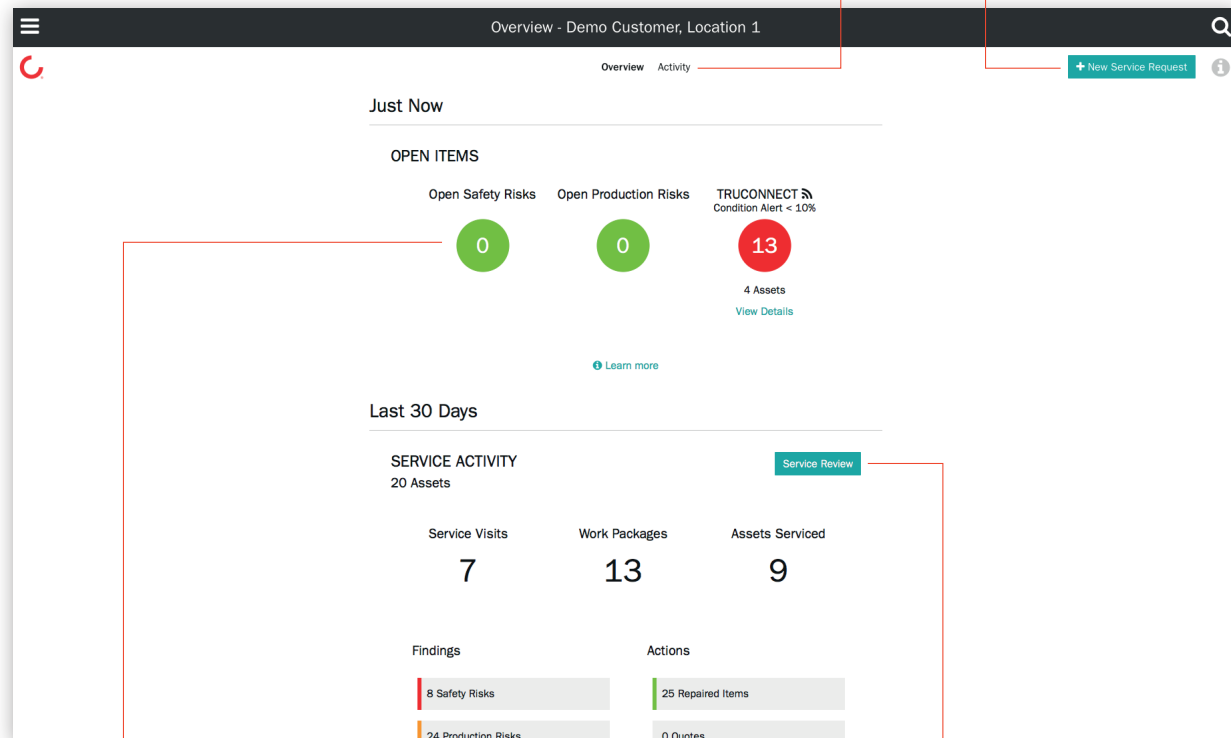 Overview - Demo Customer, Location 1
Overview Activity
+ New Service Request
Just Now
OPEN ITEMS
Open Safety Risks Open Production Risks TRUCONNECT
Condition Alert < 10%
0 0 13
4 Assets
View Details
Learn more
Last 30 Days
SERVICE ACTIVITY
Service Review
20 Assets
Service Visits Work Packages Assets Serviced
7 13 9
Findings Actions
8 Safety Risks 25 Repaired Items
24 Production Risks 0 Quotes